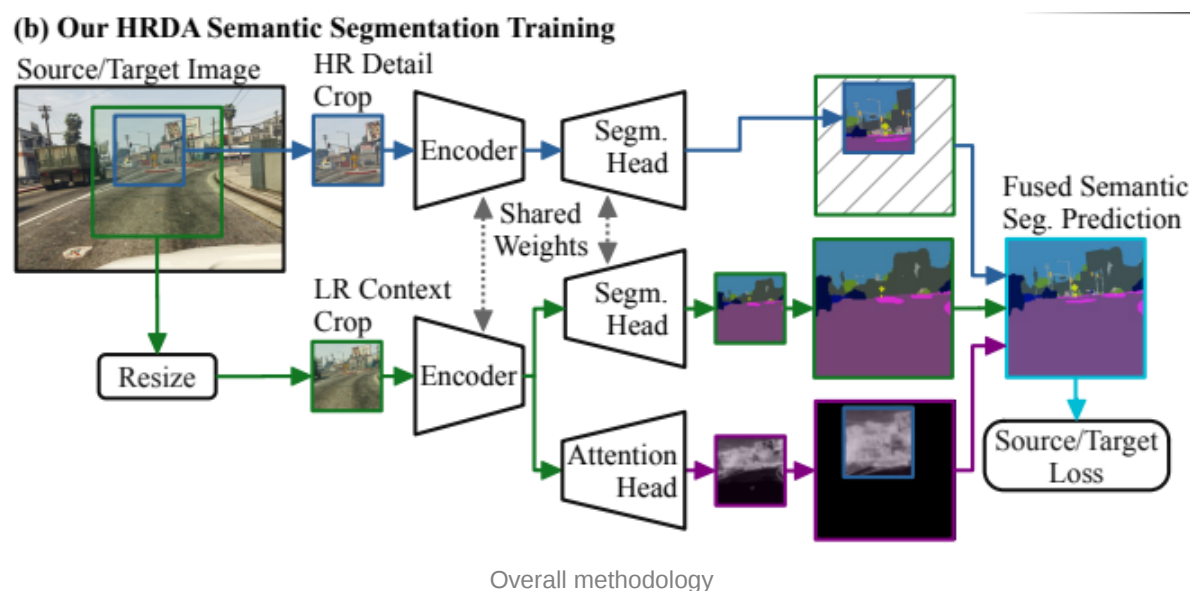 (b) Our HRDA Semantic Segmentation Training
Source/Target Image
HR Detail
Crop
Encoder
Segm.
Head
Shared
Weights
Fused Semantic
Seg. Prediction
LR Context
Crop
Resize
Encoder
Segm.
Head
Attention
Head
Source/Target
Loss
Overall methodology